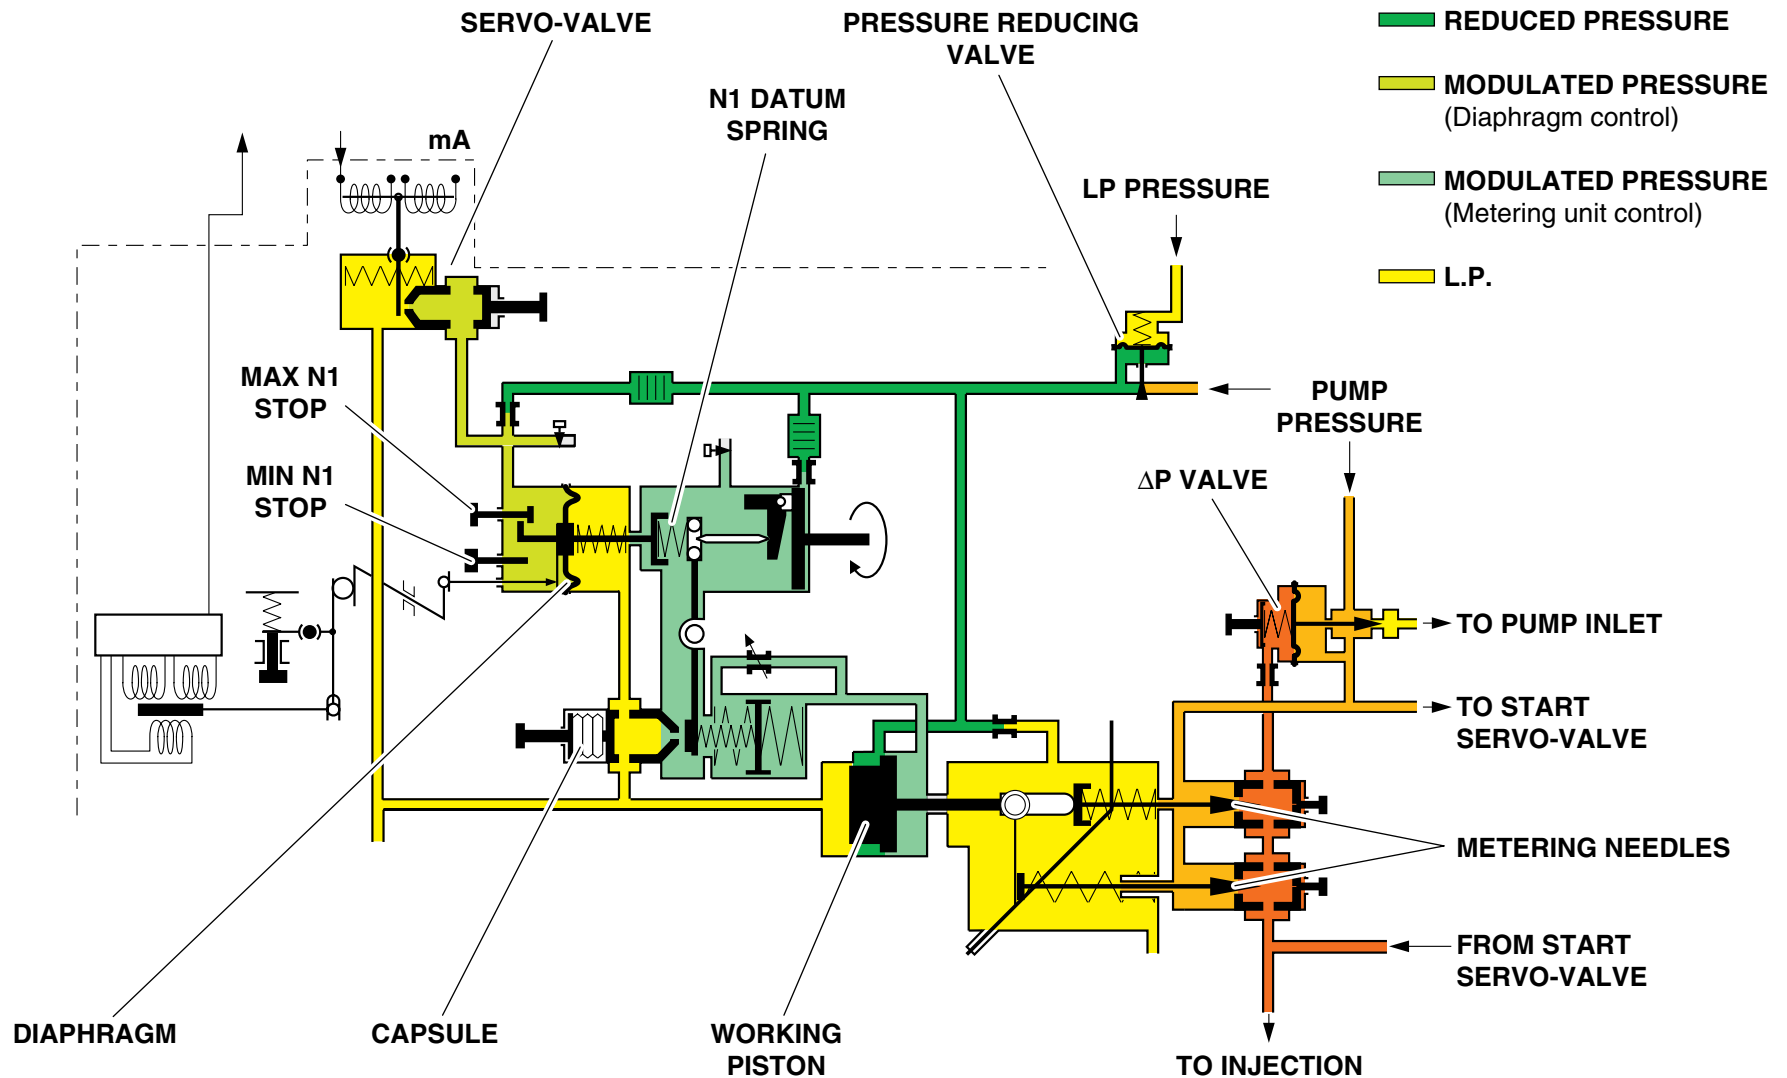 SERVO-VALVE
PRESSURE REDUCING
VALVE
REDUCED PRESSURE
MODULATED PRESSURE
(Diaphragm control)
N1 DATUM
SPRING
mA
LP PRESSURE
MODULATED PRESSURE
(Metering unit control)
L.P.
MAX N1
STOP
PUMP
PRESSURE
MIN N1
STOP
ΔP VALVE
TO PUMP INLET
TO START
SERVO-VALVE
METERING NEEDLES
FROM START
SERVO-VALVE
DIAPHRAGM
CAPSULE
WORKING
PISTON
TO INJECTION